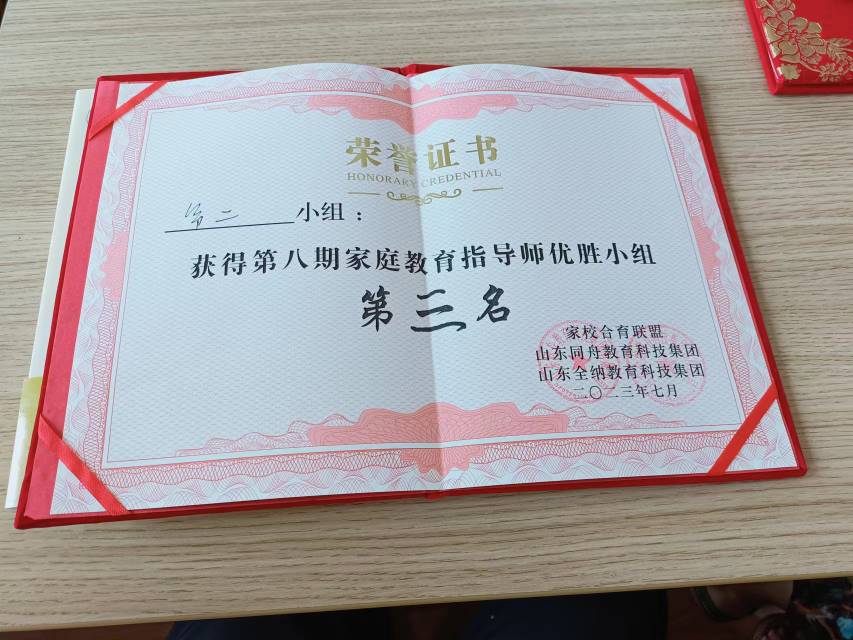 荣誉证书
HONORARY CREDENTIAL
第二小组：
获得第八期家庭教育指导师优胜小组
第三名
家校合育联盟
山东同舟教育科技集团
山东全纳教育科技集团
二〇二三年七月